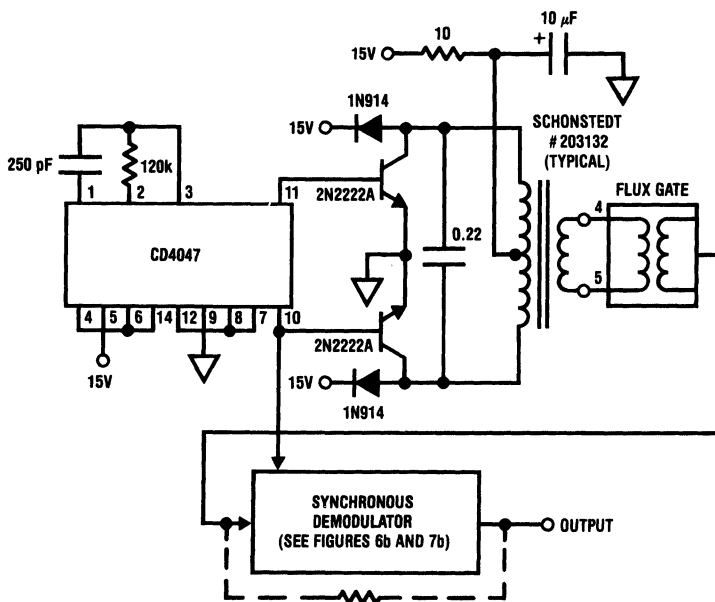 10 µF
10
+
15V
1N914
15V
SCHONSTEDT
# 203132
(TYPICAL)
250 pF
120k
1 2 3
11
2N2222A
FLUX GATE
4
5
CD4047
0.22
4 5 6 14 12 9 8 7 10
2N2222A
15V
15V
1N914
SYNCHRONOUS
DEMODULATOR
(SEE FIGURES 6b AND 7b)
OUTPUT